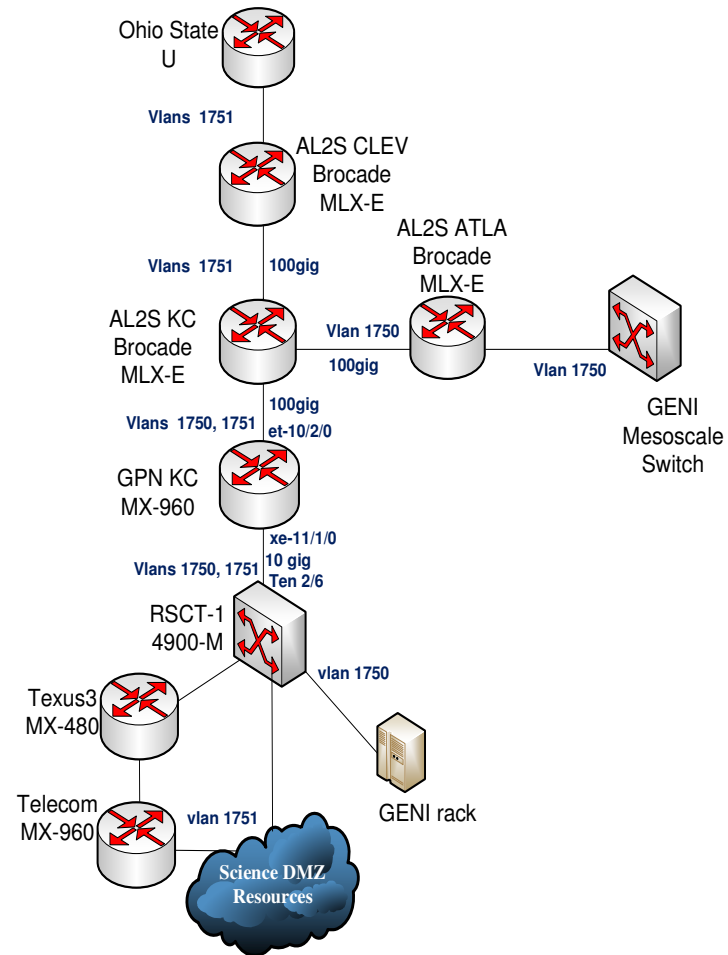 Ohio State
U
Vlans 1751
AL2S CLEV
Brocade
MLX-E
Vlans 1751
100gig
AL2S ATLA
Brocade
MLX-E
AL2S KC
Brocade
MLX-E
Vlan 1750
100gig
Vlan 1750
GENI
Mesoscale
Switch
100gig
Vlans 1750, 1751
et-10/2/0
GPN KC
MX-960
xe-11/1/0
10 gig
Vlans 1750, 1751
Ten 2/6
RSCT-1
4900-M
vlan 1750
Texus3
MX-480
GENI rack
Telecom
MX-960
vlan 1751
Science DMZ
Resources